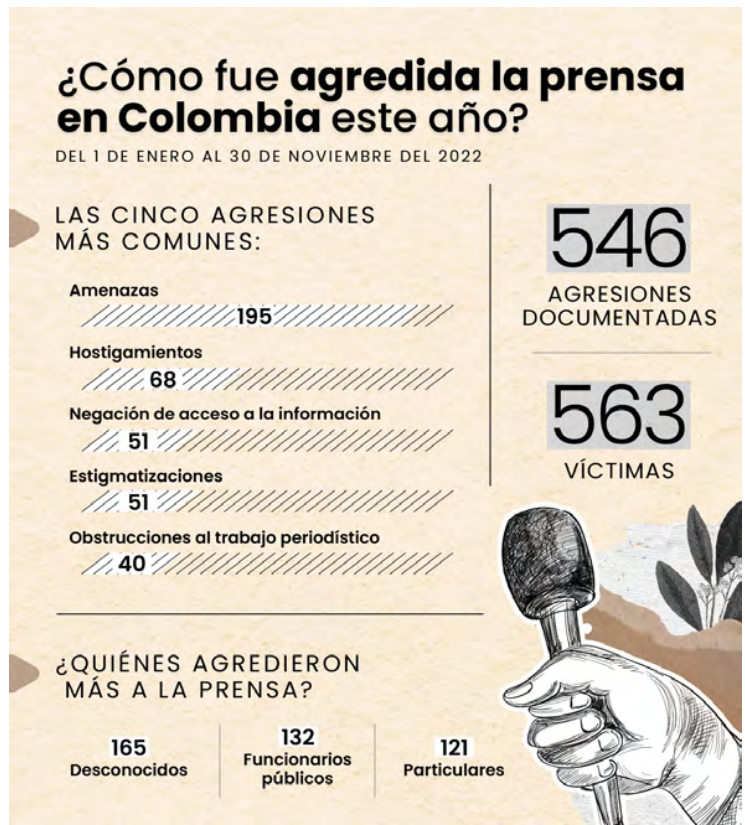 ¿Cómo fue agredida la prensa
en Colombia este año?
DEL 1 DE ENERO AL 30 DE NOVIEMBRE DEL 2022
LAS CINCO AGRESIONES
MÁS COMUNES:
Amenazas
195
Hostigamientos
68
Negación de acceso a la información
51
Estigmatizaciones
51
Obstrucciones al trabajo periodístico
40
546
AGRESIONES
DOCUMENTADAS
563
VÍCTIMAS
¿QUIÉNES AGREDIERON
MÁS A LA PRENSA?
165
Desconocidos
132
Funcionarios
públicos
121
Particulares